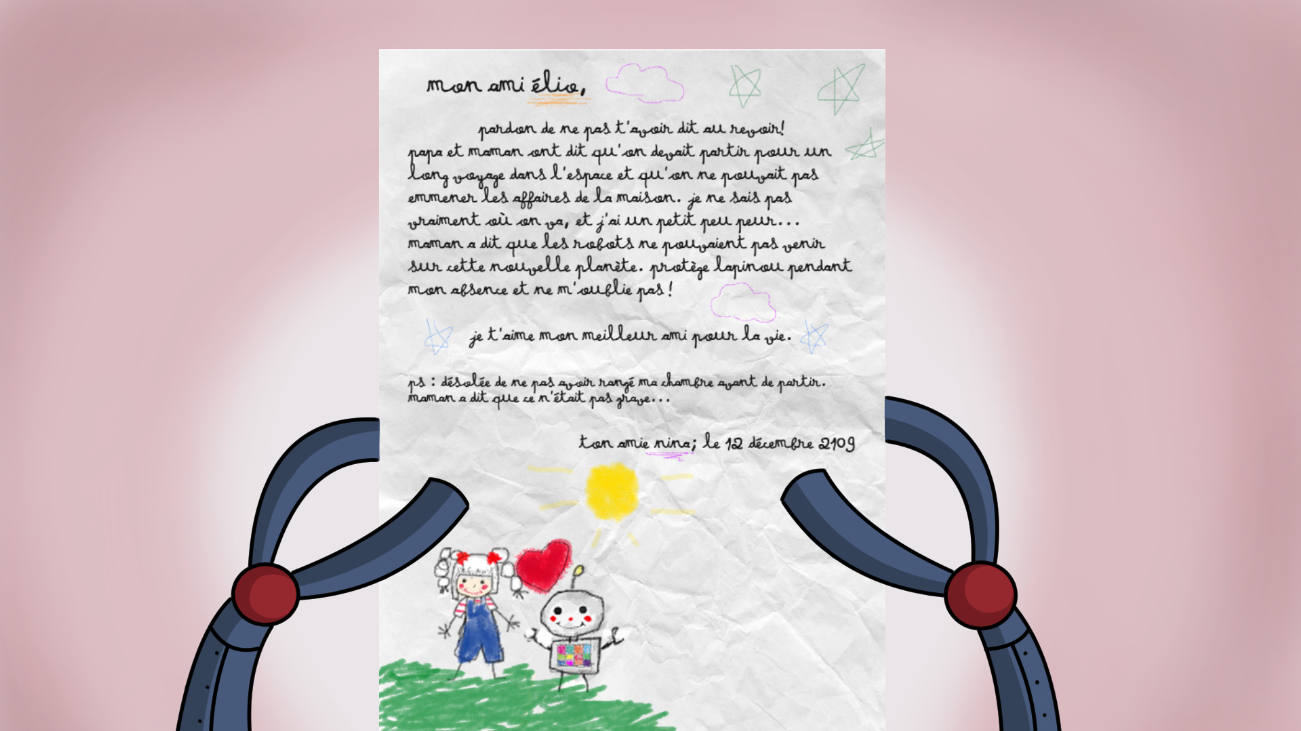 mon ami élio,
pardon de ne pas t'avoir dit au revoir!
papa et maman ont dit qu'on devait partir pour un
long voyage dans l'espace et qu'on ne pouvait pas
emmener les affaires de la maison. je ne sais pas
vraiment où on va, et j'ai un petit peu peur...
maman a dit que les robots ne pouvaient pas venir
sur cette nouvelle planète. protège lapinou pendant
mon absence et ne m'oublie pas!
je t'aime mon meilleur ami pour la vie.
ps : désolée de ne pas avoir rangé ma chambre avant de partir.
maman a dit que ce n'était pas grave...
ton amie nina; le 12 décembre 2109